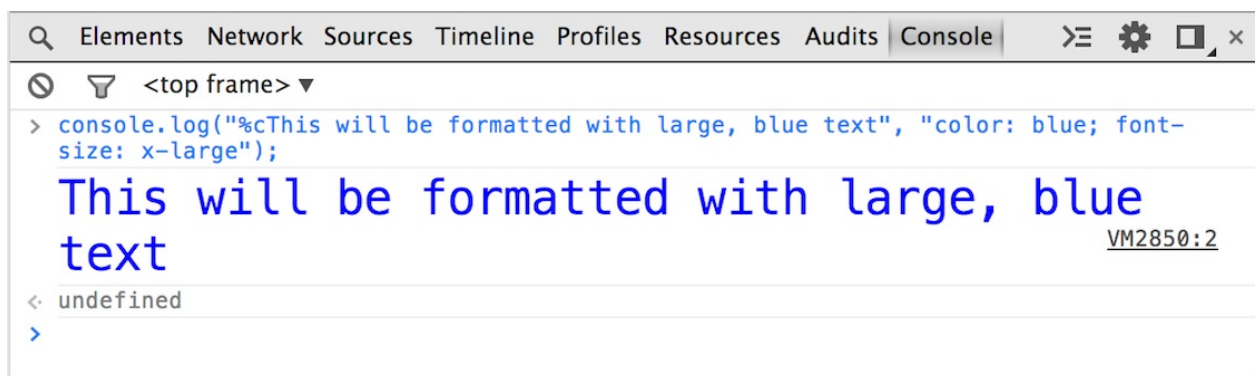 Elements Network Sources Timeline Profiles Resources Audits Console
<top frame> ▼
> console.log("%cThis will be formatted with large, blue text", "color: blue; font-
size: x-large");
This will be formatted with large, blue
text
VM2850:2
undefined
>